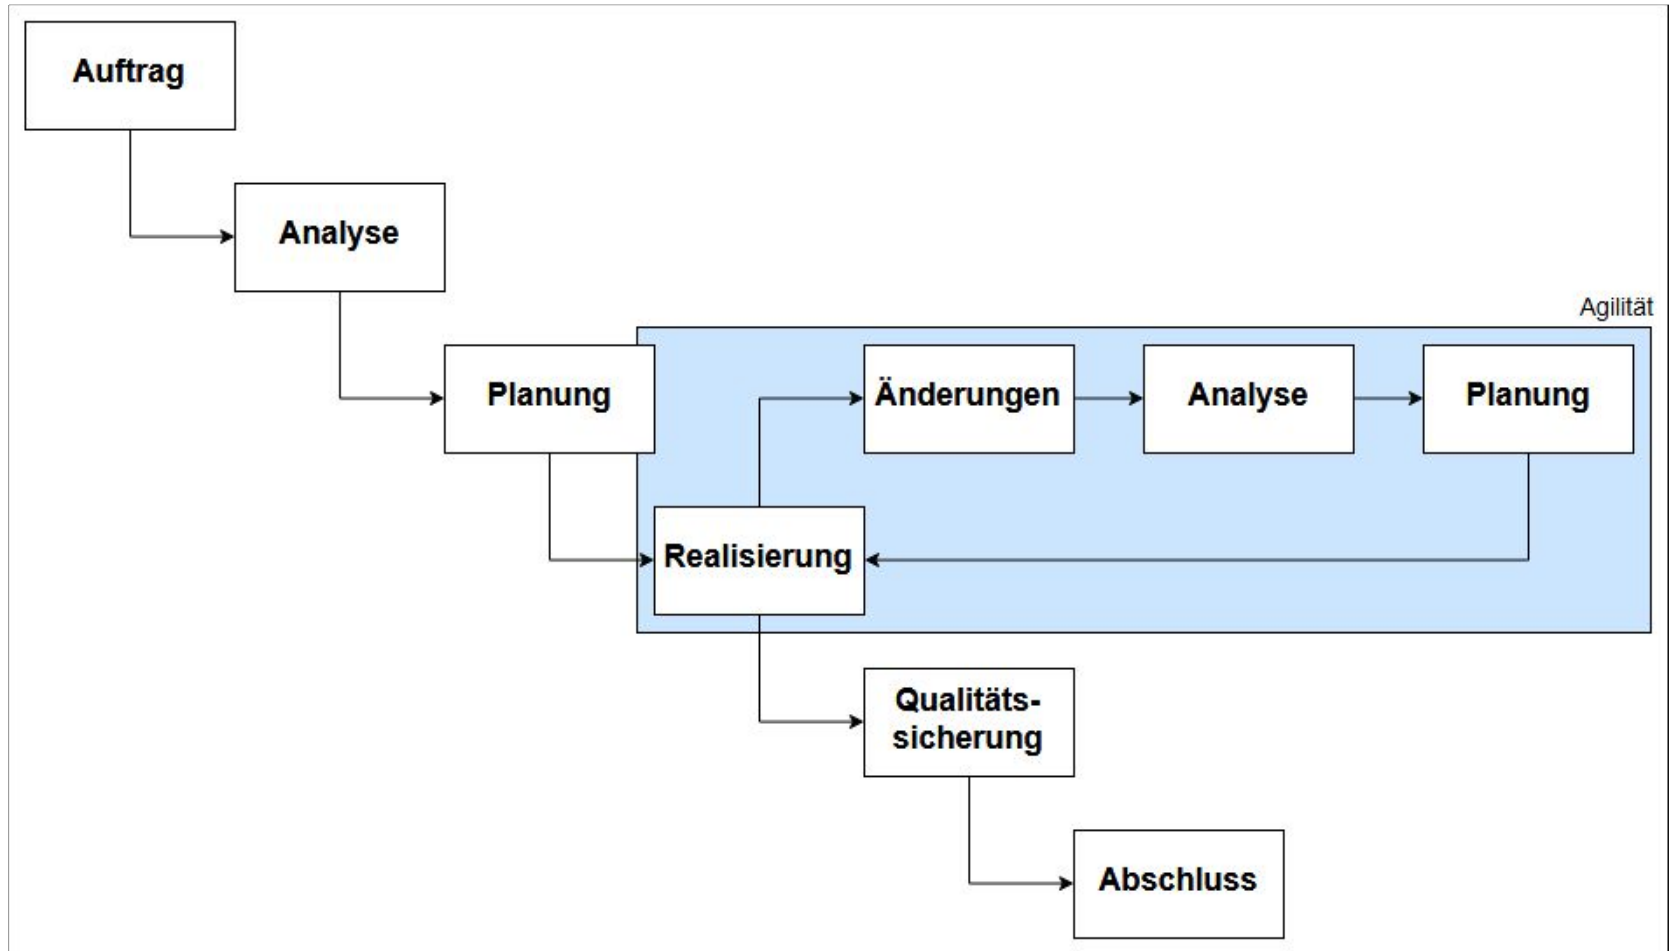 Auftrag
Analyse
Agilität
Planung
Änderungen
Analyse
Planung
Realisierung
Qualitäts-
sicherung
Abschluss